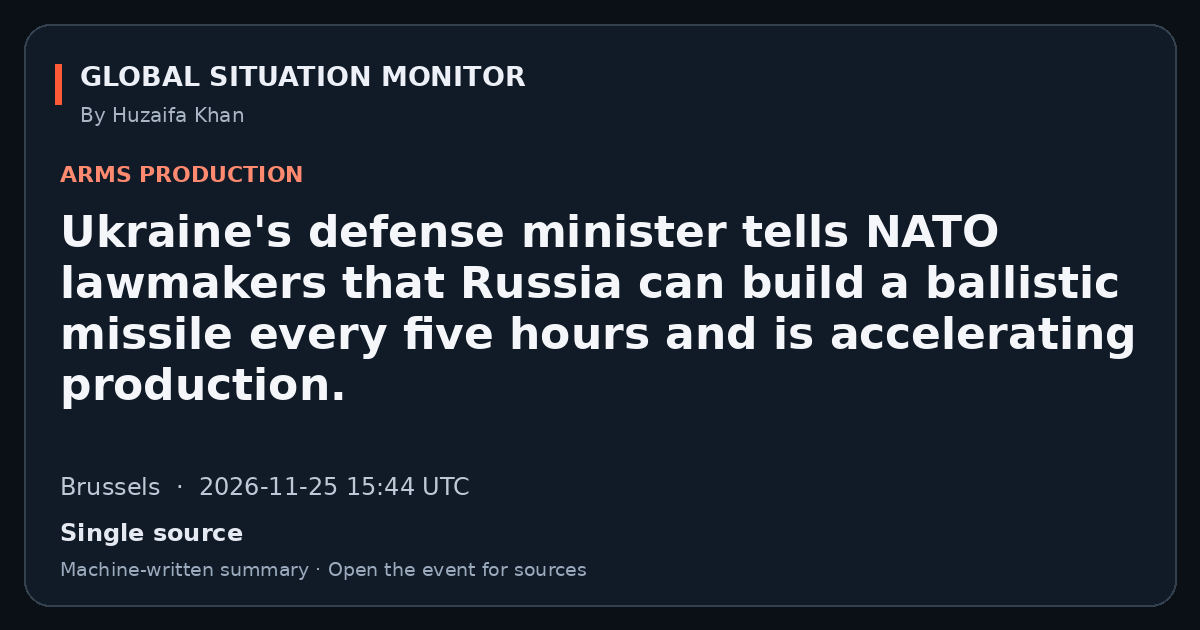 GLOBAL SITUATION MONITOR
By Huzaifa Khan
ARMS PRODUCTION
Ukraine's defense minister tells NATO
lawmakers that Russia can build a ballistic
missile every five hours and is accelerating
production.
Brussels · 2026-11-25 15:44 UTC
Single source
Machine-written summary · Open the event for sources